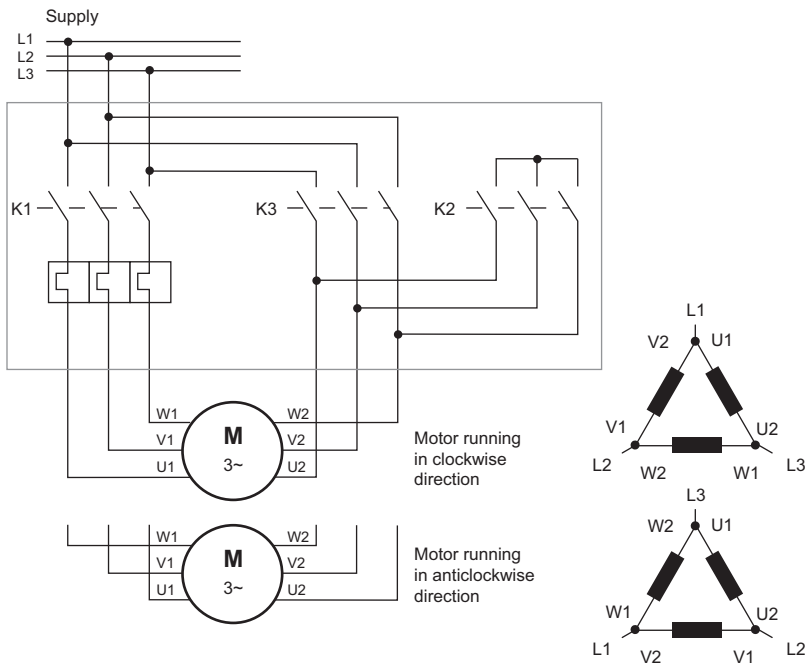 Supply
L1
L2
L3
K1
K3
K2
W1
V1
U1
M
3~
W2
V2
U2
Motor running
in clockwise
direction
W1
V1
U1
M
3~
W2
V2
U2
Motor running
in anticlockwise
direction
L1
V2 U1
V1 U2
L2 W2 W1 L3
L3
W2 U1
W1 U2
L1 V2 V1 L2